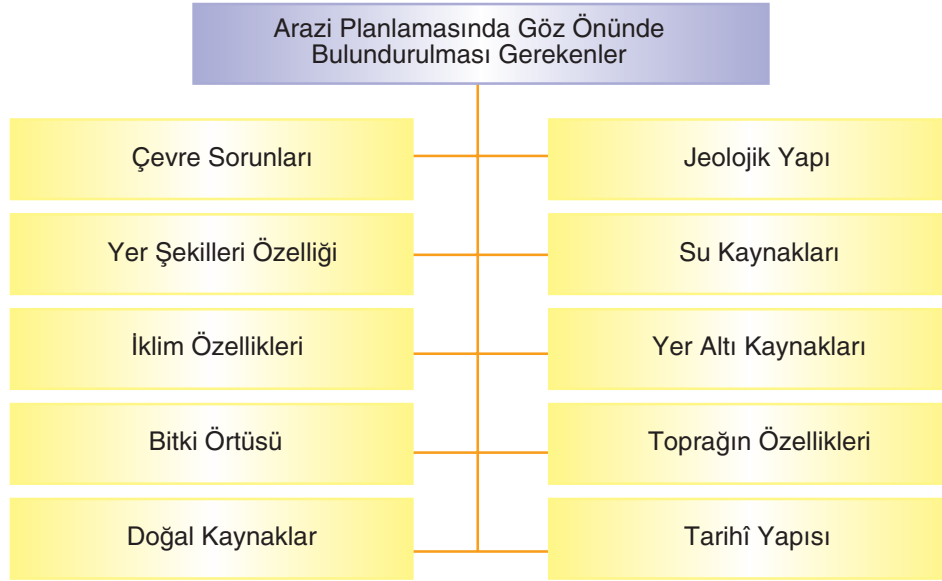 Arazi Planlamasında Göz Önünde
Bulundurulması Gerekenler
Çevre Sorunları
Jeolojik Yapı
Yer Şekilleri Özelliği
Su Kaynakları
İklim Özellikleri
Yer Altı Kaynakları
Bitki Örtüsü
Toprağın Özellikleri
Doğal Kaynaklar
Tarihî Yapısı